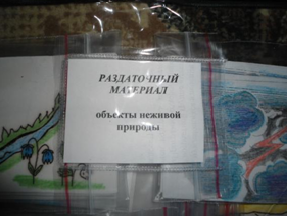 РАЗДАТОЧНЫЙ
МАТЕРИАЛ
объекты неживой
природы